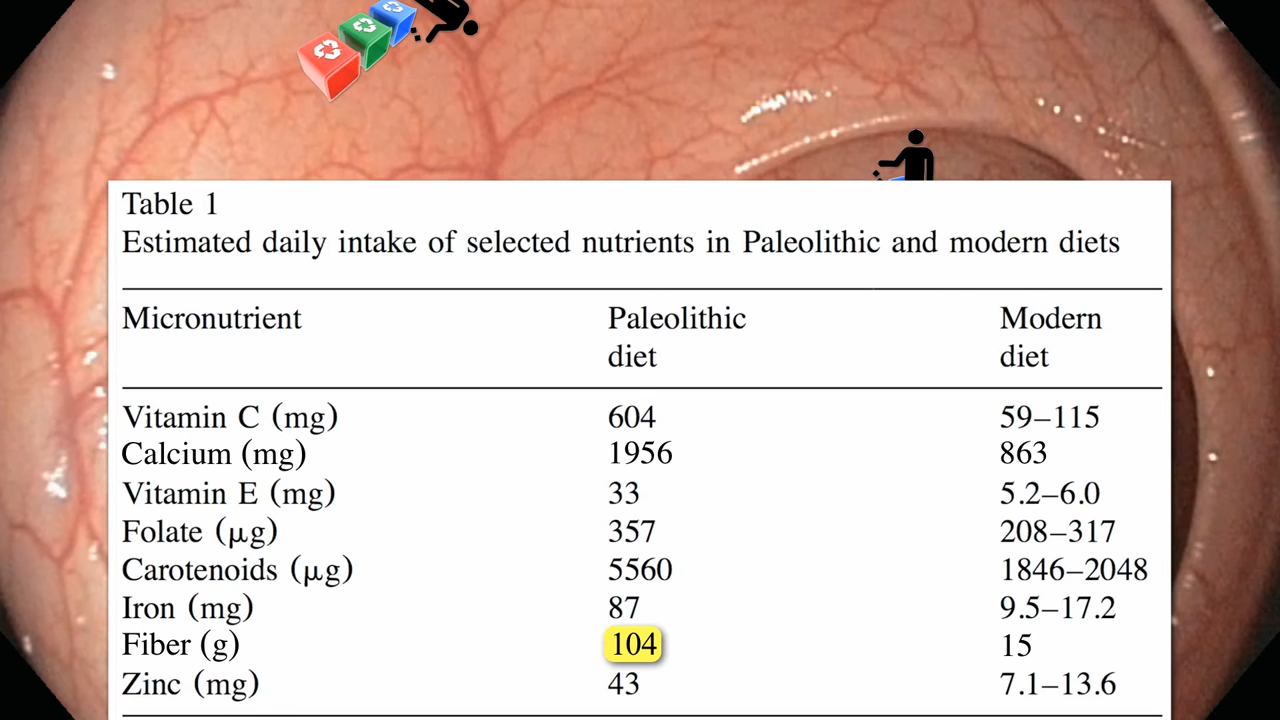 Table 1
Estimated daily intake of selected nutrients in Paleolithic and modern diets
Micronutrient Paleolithic diet Modern diet
Vitamin C (mg) 604 59–115
Calcium (mg) 1956 863
Vitamin E (mg) 33 5.2–6.0
Folate (μg) 357 208–317
Carotenoids (μg) 5560 1846–2048
Iron (mg) 87 9.5–17.2
Fiber (g) 104 15
Zinc (mg) 43 7.1–13.6